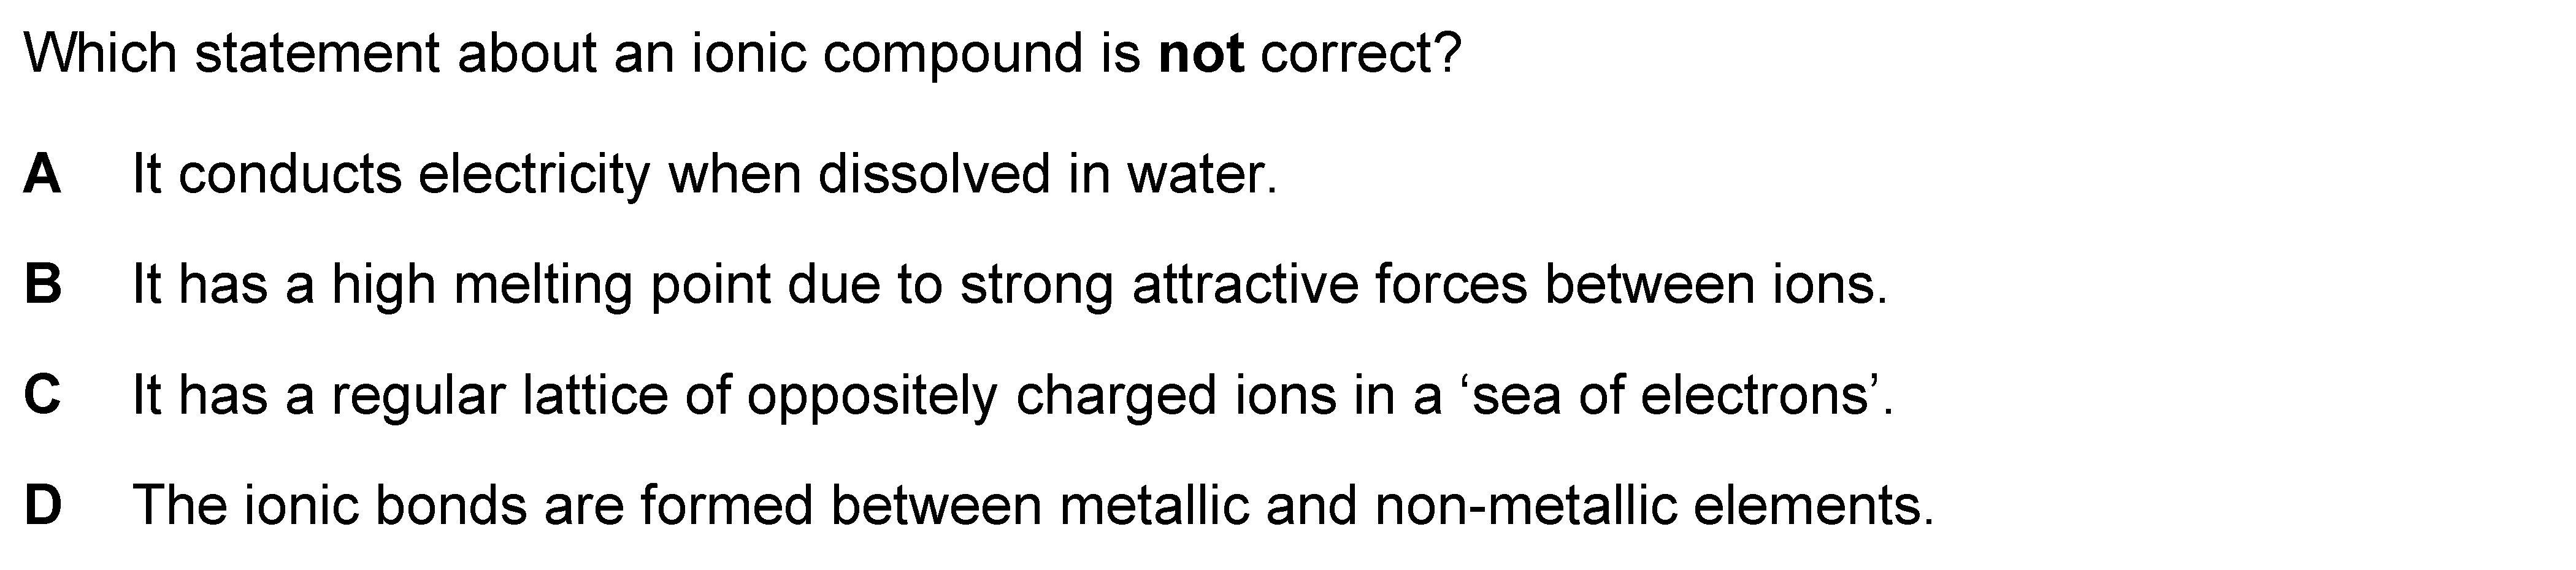 Which statement about an ionic compound is not correct?
A It conducts electricity when dissolved in water.
B It has a high melting point due to strong attractive forces between ions.
C It has a regular lattice of oppositely charged ions in a ‘sea of electrons’.
D The ionic bonds are formed between metallic and non-metallic elements.